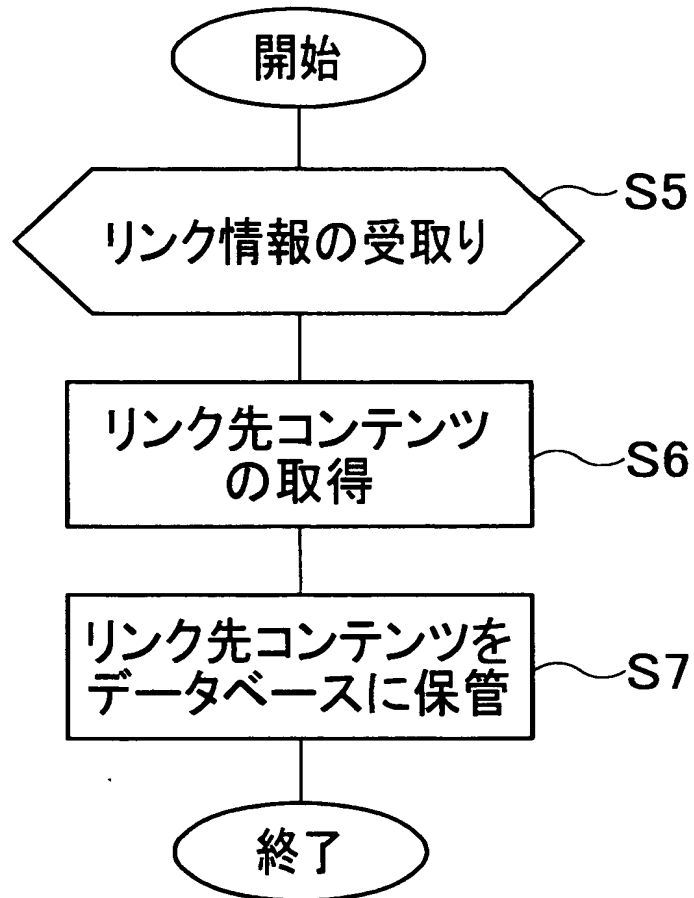 開始
リンク情報の受取り
S5
リンク先コンテンツ
の取得
S6
リンク先コンテンツを
データベースに保管
S7
終了